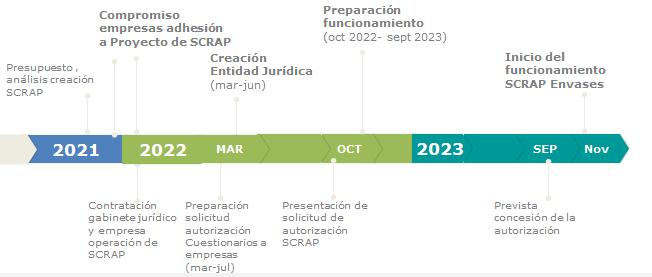 Compromiso
empresas adhesión
a Proyecto de SCRAP
Preparación
funcionamiento
(oct 2022- sept 2023)
Presupuesto ,
análisis creación
SCRAP
Creación
Entidad Jurídica
(mar-jun)
Inicio del
funcionamiento
SCRAP Envases
2021
2022
MAR
OCT
2023
SEP
Nov
Contratación
gabinete jurídico
y empresa
operación de
SCRAP
Preparación
solicitud
autorización
Cuestionarios a
empresas
(mar-jul)
Presentación de
solicitud de
autorización
SCRAP
Prevista
concesión de la
autorización